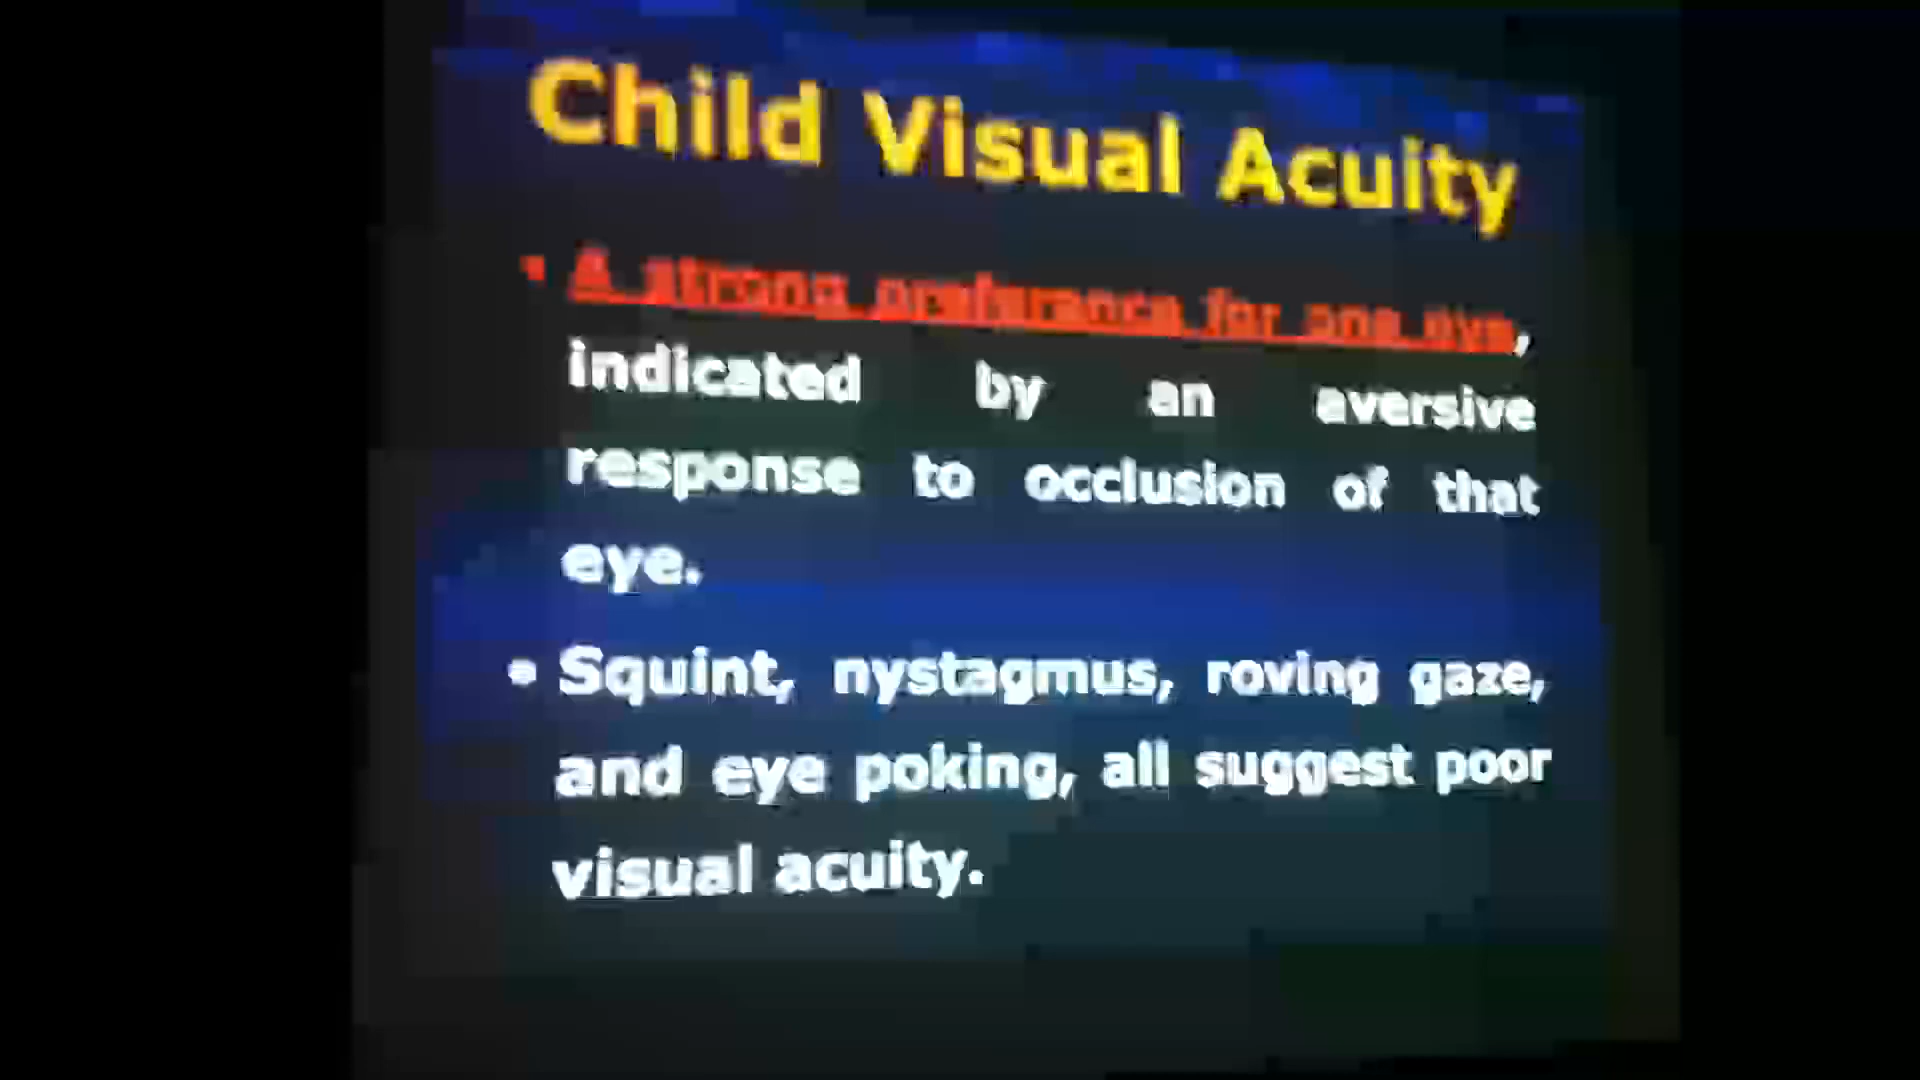 Child Visual Acuity
• A strong preference for one eye,
indicated by an aversive
response to occlusion of that
eye.
• Squint, nystagmus, roving gaze,
and eye poking, all suggest poor
visual acuity.